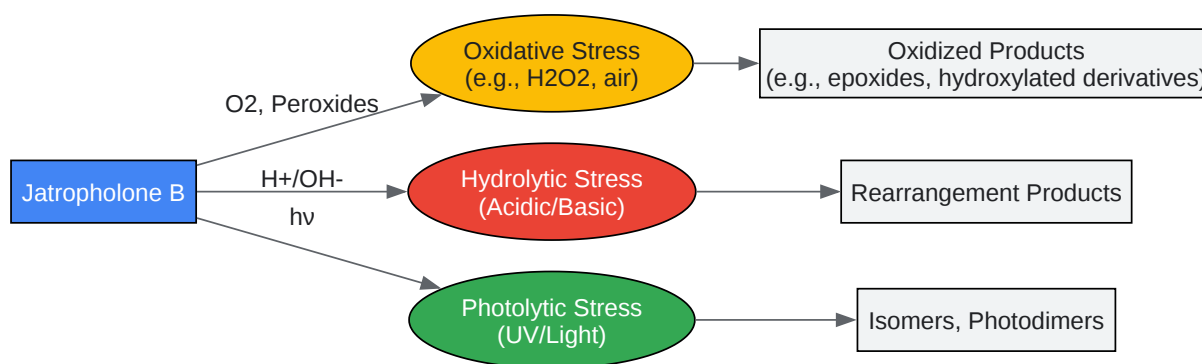 Oxidative Stress
(e.g., H2O2, air)
Oxidized Products
(e.g., epoxides, hydroxylated derivatives)
O2, Peroxides
Jatropholone B
H+/OH-
Hydrolytic Stress
(Acidic/Basic)
Rearrangement Products
hν
Photolytic Stress
(UV/Light)
Isomers, Photodimers